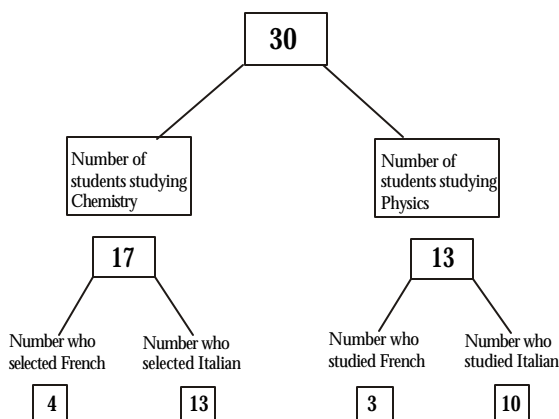 30
Number of
students studying
Chemistry
Number of
students studying
Physics
17
13
Number who
selected French
Number who
selected Italian
Number who
studied French
Number who
studied Italian
4
13
3
10